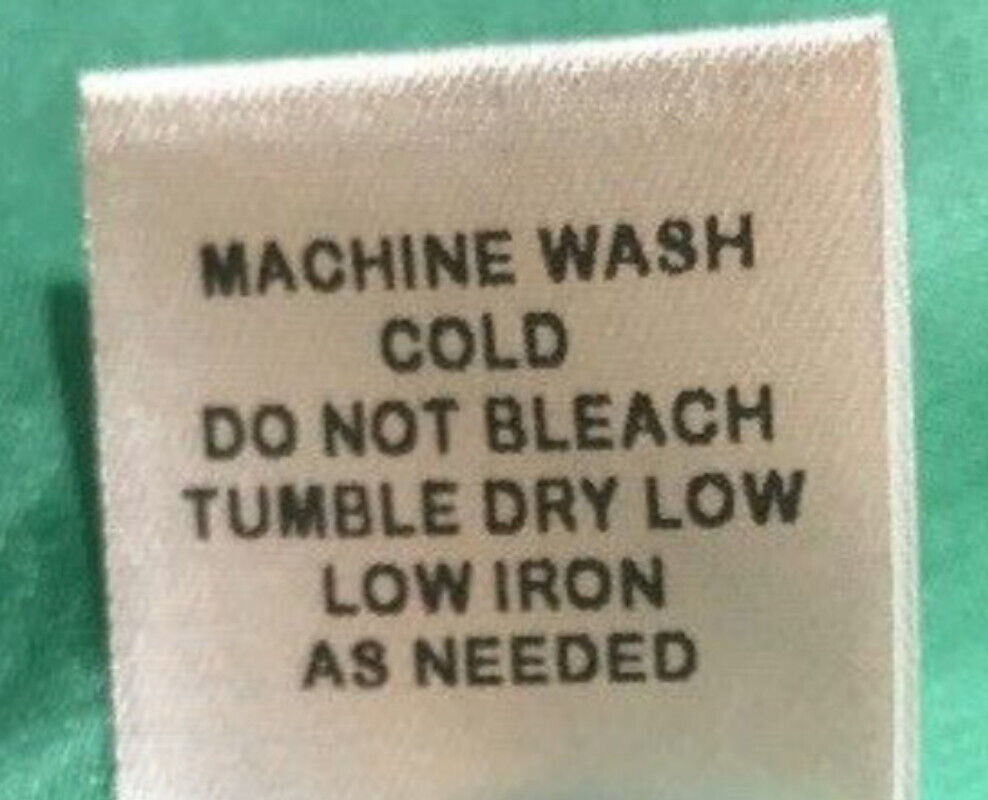 MACHINE WASH
COLD
DO NOT BLEACH
TUMBLE DRY LOW
LOW IRON
AS NEEDED